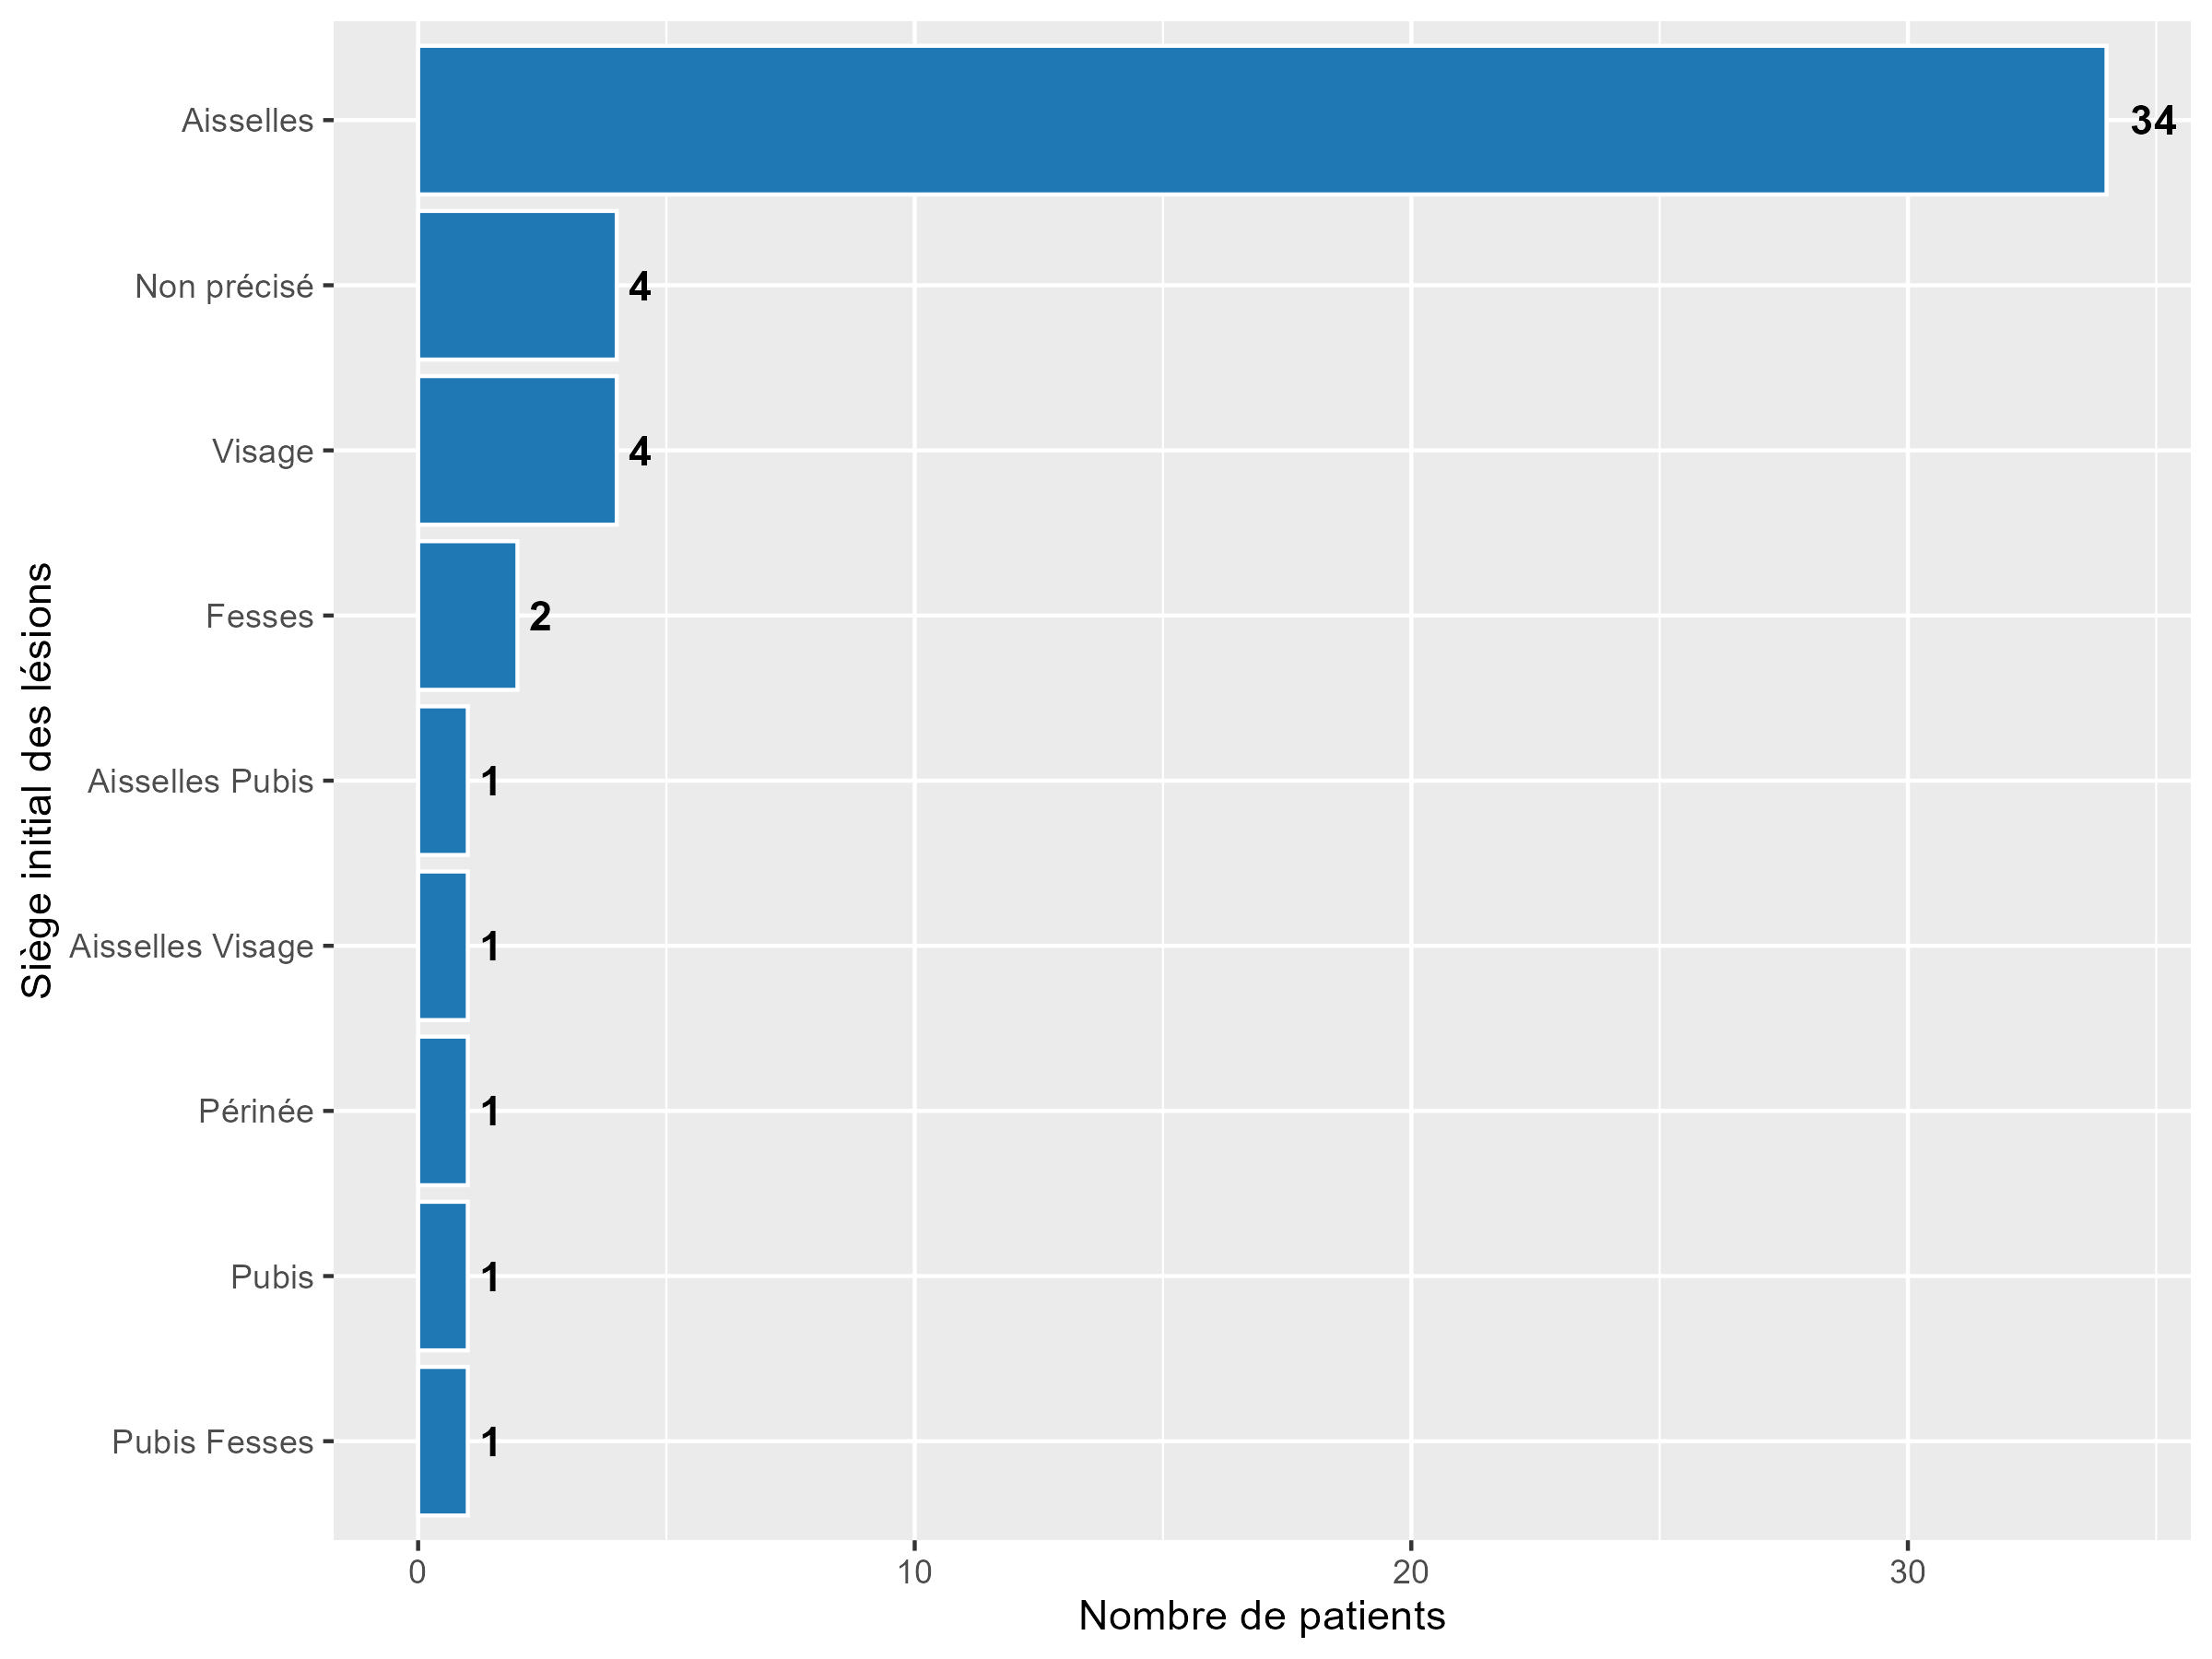 Siège initial des lésions
Aisselles 34
Non précisé 4
Visage 4
Fesses 2
Aisselles Pubis 1
Aisselles Visage 1
Périnée 1
Pubis 1
Pubis Fesses 1
0 10 20 30
Nombre de patients